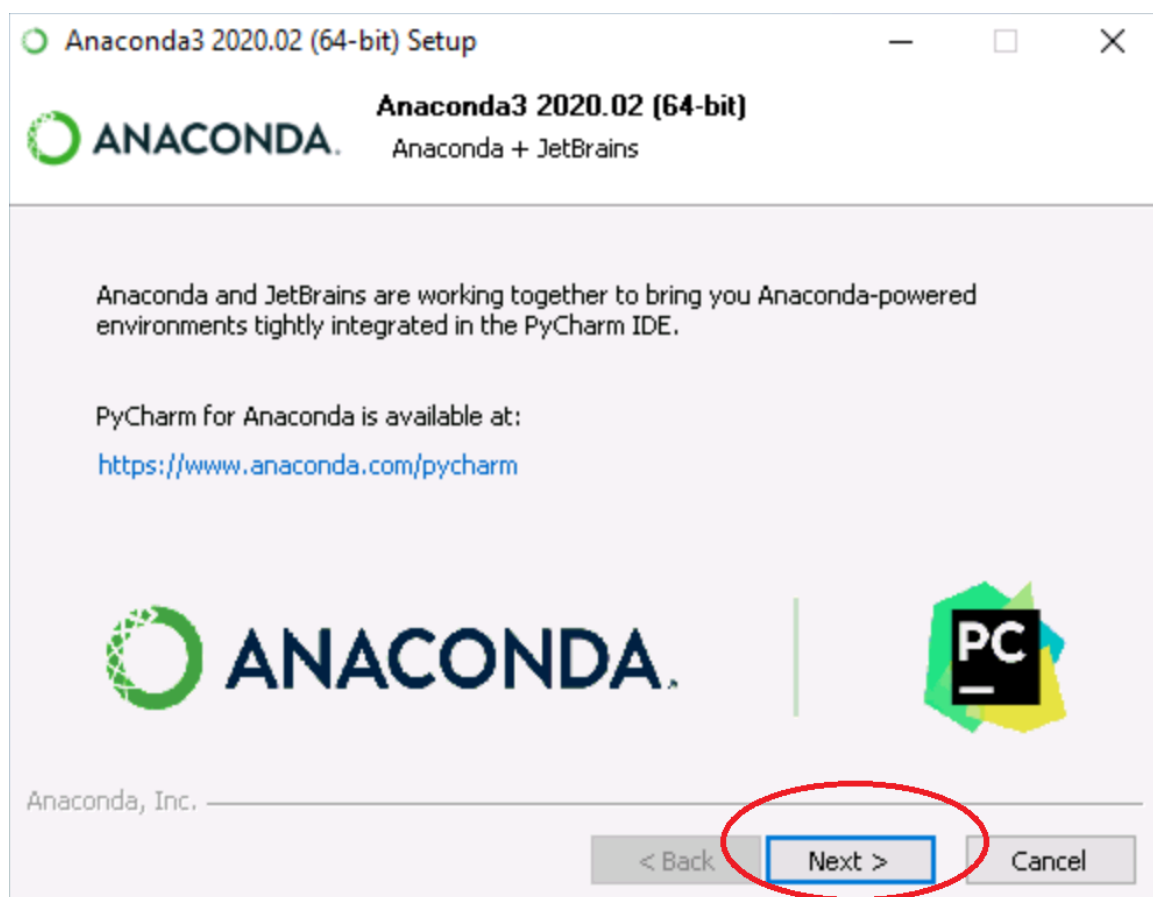 Anaconda3 2020.02 (64-bit) Setup
ANACONDA.
Anaconda3 2020.02 (64-bit)
Anaconda + JetBrains
Anaconda and JetBrains are working together to bring you Anaconda-powered
environments tightly integrated in the PyCharm IDE.
PyCharm for Anaconda is available at:
https://www.anaconda.com/pycharm
ANACONDA.
PC
Anaconda, Inc.
< Back Next > Cancel